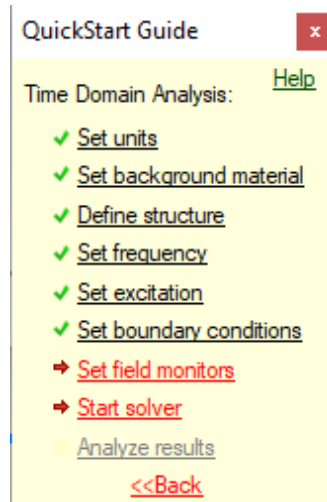 QuickStart Guide
x
Help
Time Domain Analysis:
Set units
Set background material
Define structure
Set frequency
Set excitation
Set boundary conditions
Set field monitors
Start solver
Analyze results
<<Back